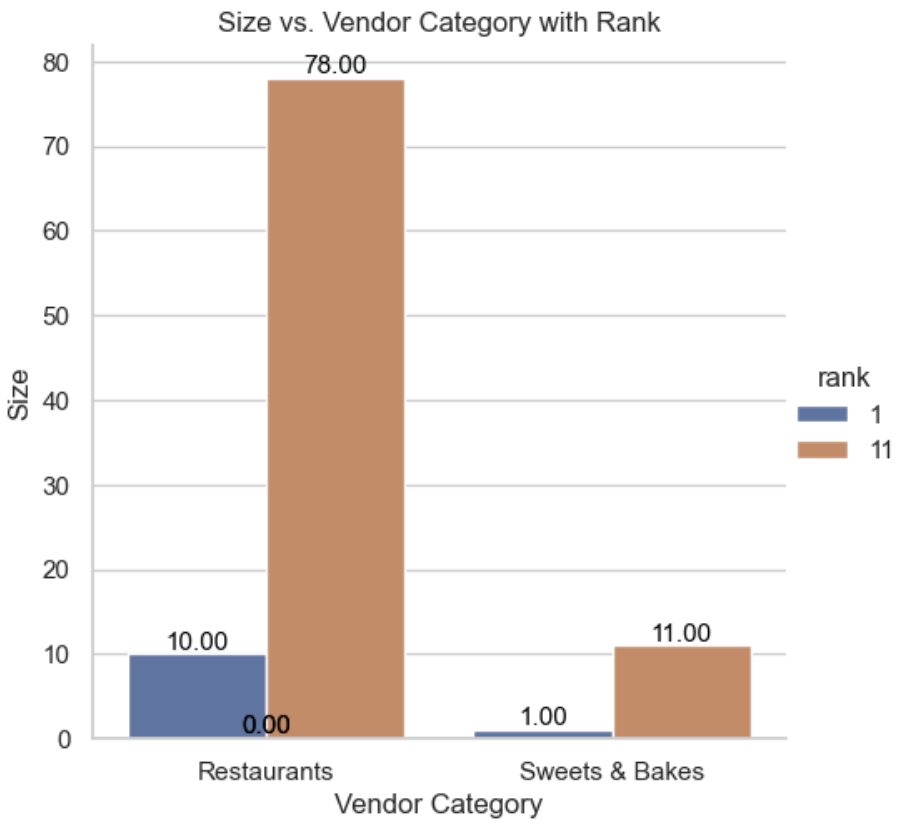 Size vs. Vendor Category with Rank
80
70
60
50
40
30
20
10
0
Size
78.00
10.00
0.00
11.00
1.00
Restaurants
Sweets & Bakes
Vendor Category
rank
1
11